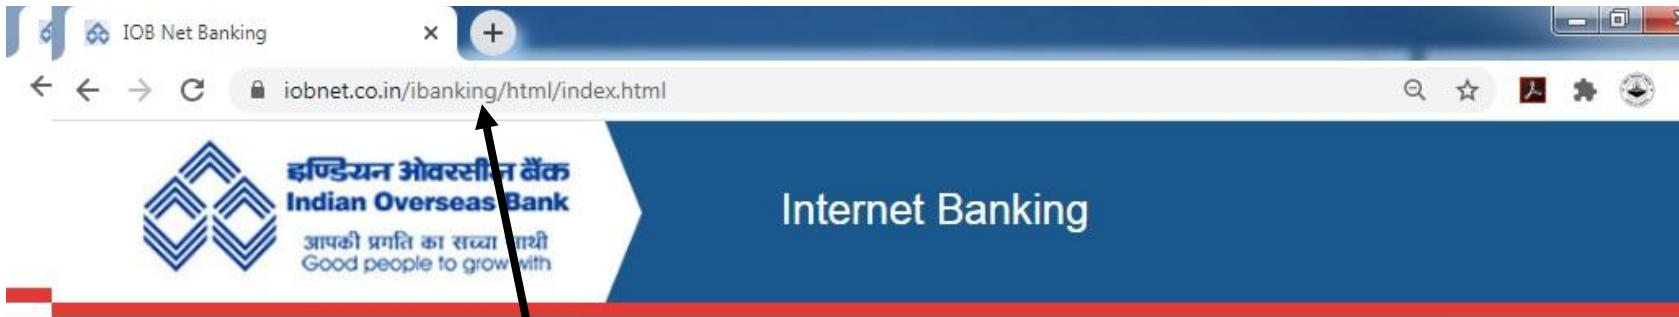 IOB Net Banking
iobnet.co.in/ibanking/html/index.html
इण्डियन ओवरसीज बैंक
Indian Overseas Bank
आपकी प्रगति का सच्चा साथी
Good people to grow with
Internet Banking